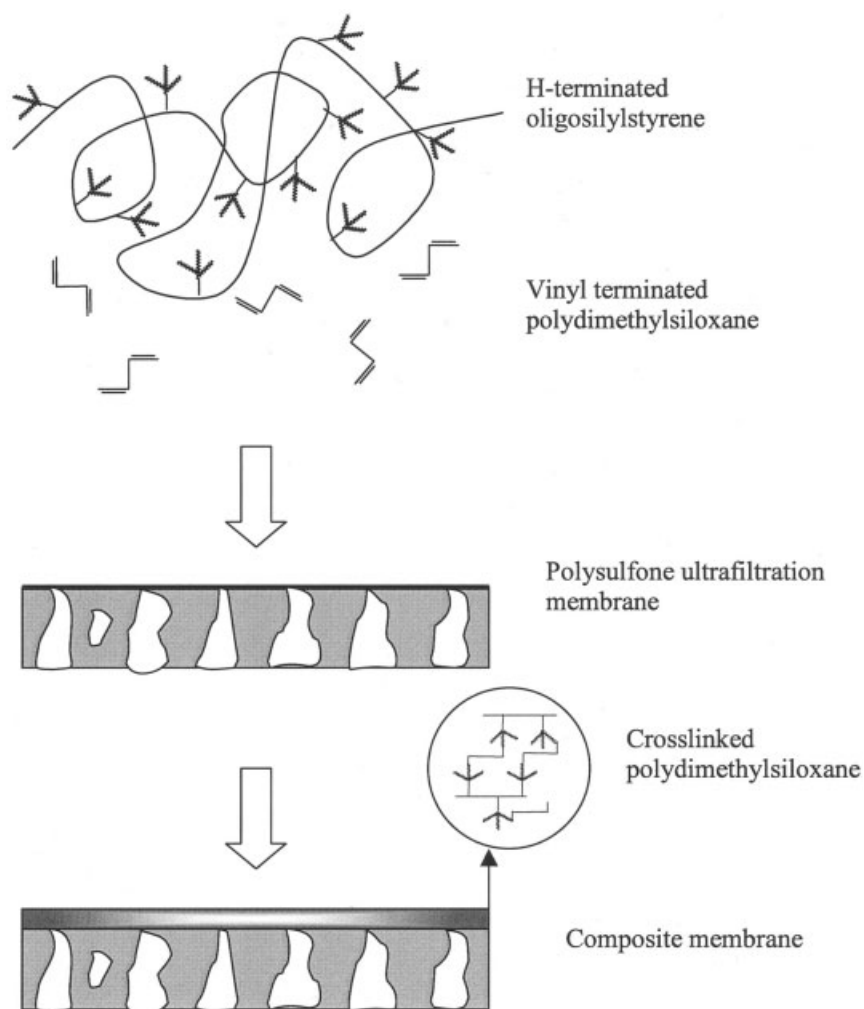 H-terminated
oligosilylstyrene
Vinyl terminated
polydimethylsiloxane
Polysulfone ultrafiltration
membrane
Crosslinked
polydimethylsiloxane
Composite membrane